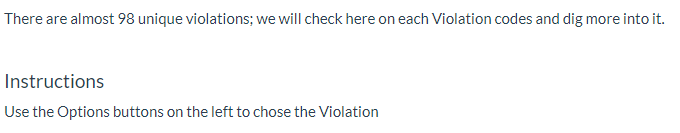 There are almost 98 unique violations; we will check here on each Violation codes and dig more into it.
Instructions
Use the Options buttons on the left to chose the Violation